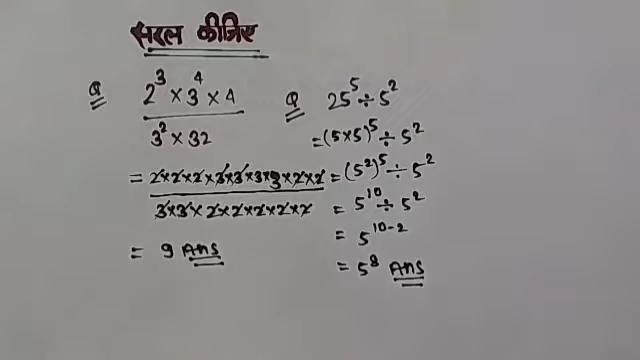 सरल कीजिए
Q 2³ × 3⁴ × 4
3² × 32
= 2×2×2×3×3×3×3×2×2
3×3×2×2×2×2×2
= 9 Ans
Q 25⁵ ÷ 5²
= (5×5)⁵ ÷ 5²
= (5²)⁵ ÷ 5²
= 5¹⁰ ÷ 5²
= 5¹⁰⁻²
= 5⁸ Ans